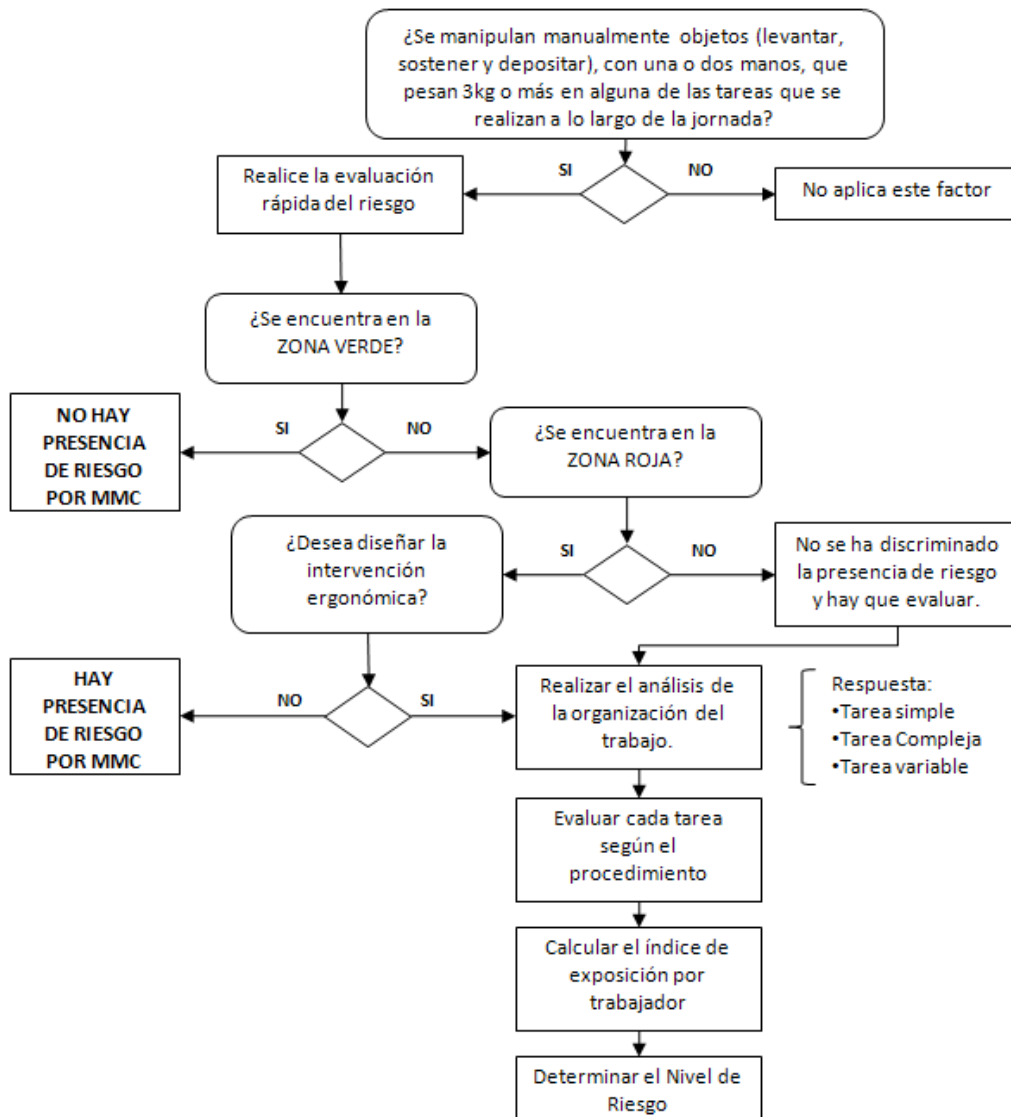 ¿Se manipulan manualmente objetos (levantar,
sostener y depositar), con una o dos manos, que
pesan 3kg o más en alguna de las tareas que se
realizan a lo largo de la jornada?
SI
NO
Realice la evaluación
rápida del riesgo
No aplica este factor
¿Se encuentra en la
ZONA VERDE?
SI
NO
NO HAY
PRESENCIA
DE RIESGO
POR MMC
¿Se encuentra en la
ZONA ROJA?
SI
NO
¿Desea diseñar la
intervención
ergonómica?
No se ha discriminado
la presencia de riesgo
y hay que evaluar.
NO
SI
HAY
PRESENCIA
DE RIESGO
POR MMC
Realizar el análisis de
la organización del
trabajo.
Respuesta:
•Tarea simple
•Tarea Compleja
•Tarea variable
Evaluar cada tarea
según el
procedimiento
Calcular el índice de
exposición por
trabajador
Determinar el Nivel de
Riesgo